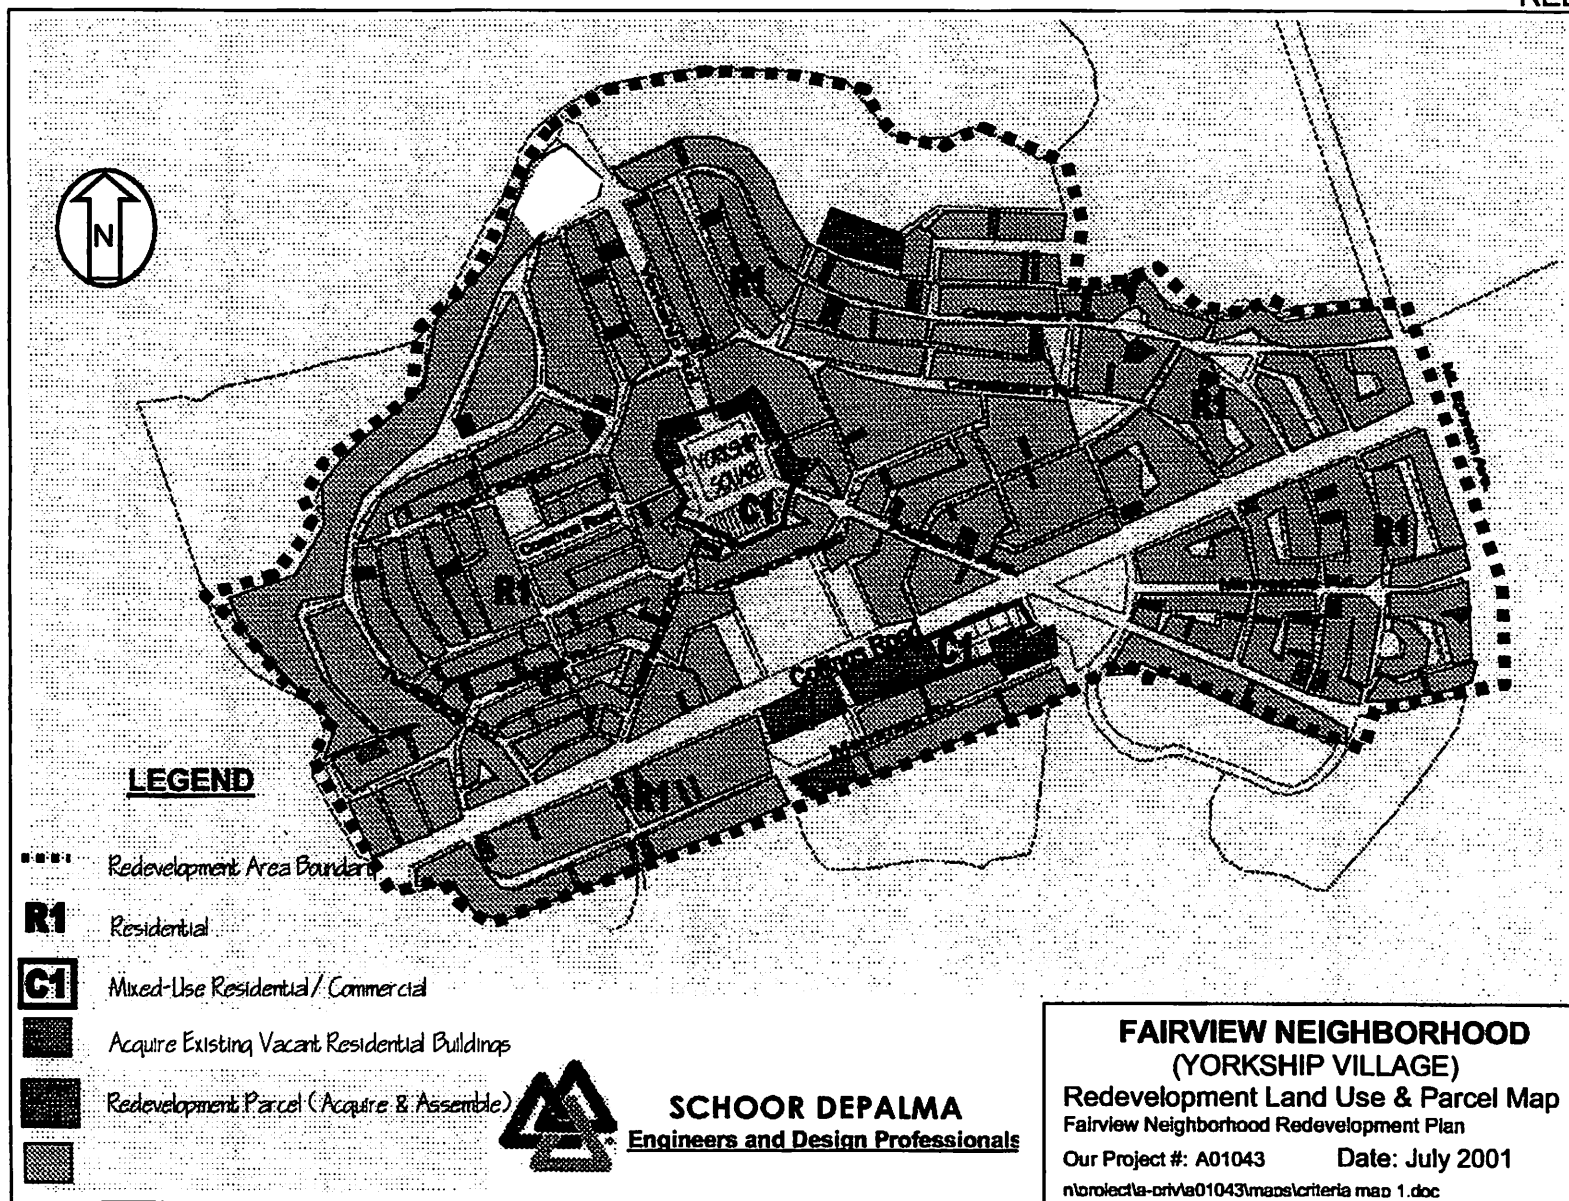 N
R1
YORKSHIP
SQUARE
C1
R1
R1
R1
Collings Road
C1
R1
LEGEND
Redevelopment Area Boundary
R1 Residential
C1 Mixed-Use Residential / Commercial
Acquire Existing Vacant Residential Buildings
Redevelopment Parcel (Acquire & Assemble)
SCHOOR DEPALMA
Engineers and Design Professionals
FAIRVIEW NEIGHBORHOOD
(YORKSHIP VILLAGE)
Redevelopment Land Use & Parcel Map
Fairview Neighborhood Redevelopment Plan
Our Project #: A01043 Date: July 2001
n\project\a-priv\a01043\maps\criteria map 1.doc